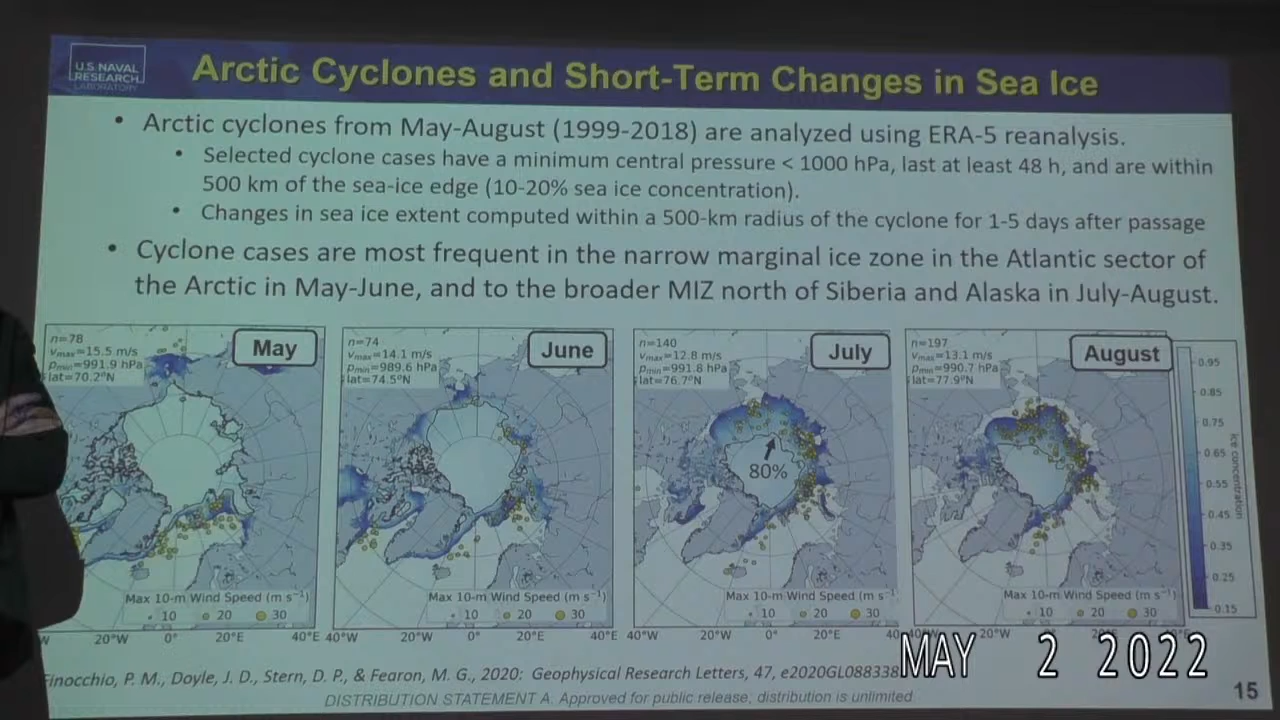 U.S. NAVAL
RESEARCH
LABORATORY
Arctic Cyclones and Short-Term Changes in Sea Ice
• Arctic cyclones from May-August (1999-2018) are analyzed using ERA-5 reanalysis.
• Selected cyclone cases have a minimum central pressure < 1000 hPa, last at least 48 h, and are within
500 km of the sea-ice edge (10-20% sea ice concentration).
• Changes in sea ice extent computed within a 500-km radius of the cyclone for 1-5 days after passage
• Cyclone cases are most frequent in the narrow marginal ice zone in the Atlantic sector of
the Arctic in May-June, and to the broader MIZ north of Siberia and Alaska in July-August.
n=78
vmax=15.5 m/s
pmin=991.9 hPa
lat=70.2°N
May
Max 10-m Wind Speed (m s⁻¹)
10 20 30
20°W 0° 20°E 40°E
n=74
vmax=14.1 m/s
pmin=989.6 hPa
lat=74.5°N
June
Max 10-m Wind Speed (m s⁻¹)
10 20 30
40°W 20°W 0° 20°E 40°E
n=140
vmax=12.8 m/s
pmin=991.8 hPa
lat=76.7°N
July
80%
Max 10-m Wind Speed (m s⁻¹)
10 20 30
40°W 20°W 0° 20°E
n=197
vmax=13.1 m/s
pmin=990.7 hPa
lat=77.9°N
August
Max 10-m Wind Speed (m s⁻¹)
10 20 30
20°W 0°
0.95
0.85
0.75
0.65
0.55
0.45
0.35
0.25
0.15
ice concentration
Finocchio, P. M., Doyle, J. D., Stern, D. P., & Fearon, M. G., 2020: Geophysical Research Letters, 47, e2020GL088338
MAY 2 2022
DISTRIBUTION STATEMENT A. Approved for public release; distribution is unlimited.
15